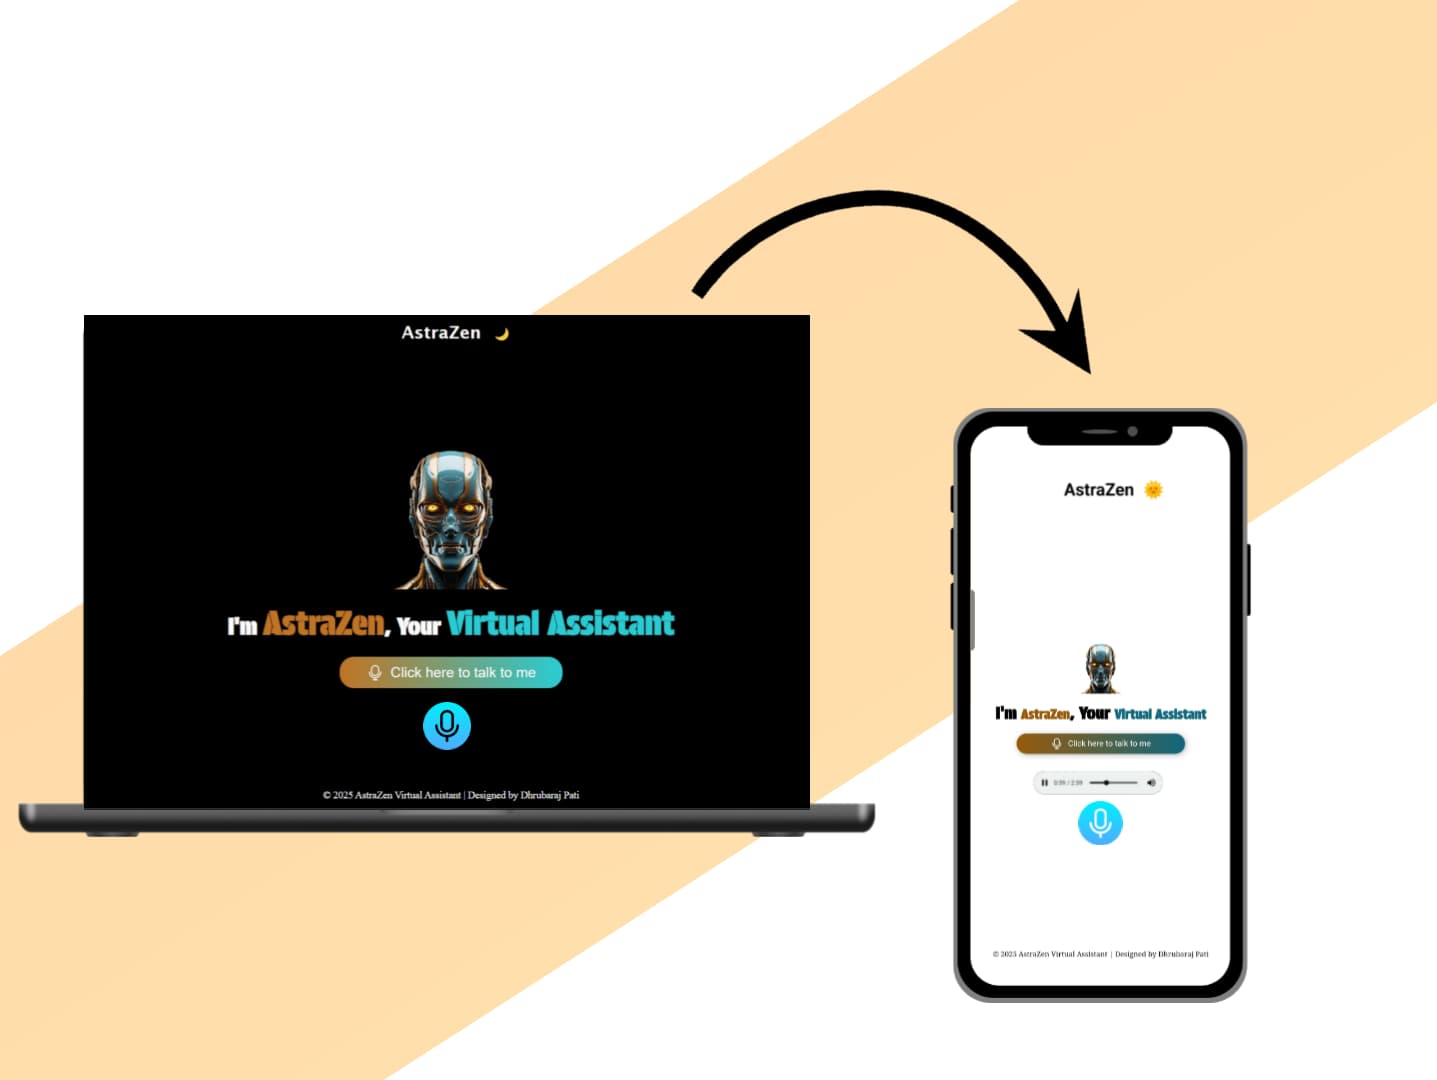 AstraZen
I'm AstraZen, Your Virtual Assistant
Click here to talk to me
© 2025 AstraZen Virtual Assistant | Designed by Dhrubaraj Pati
AstraZen
I'm AstraZen, Your Virtual Assistant
Click here to talk to me
© 2025 AstraZen Virtual Assistant | Designed by Dhrubaraj Pati